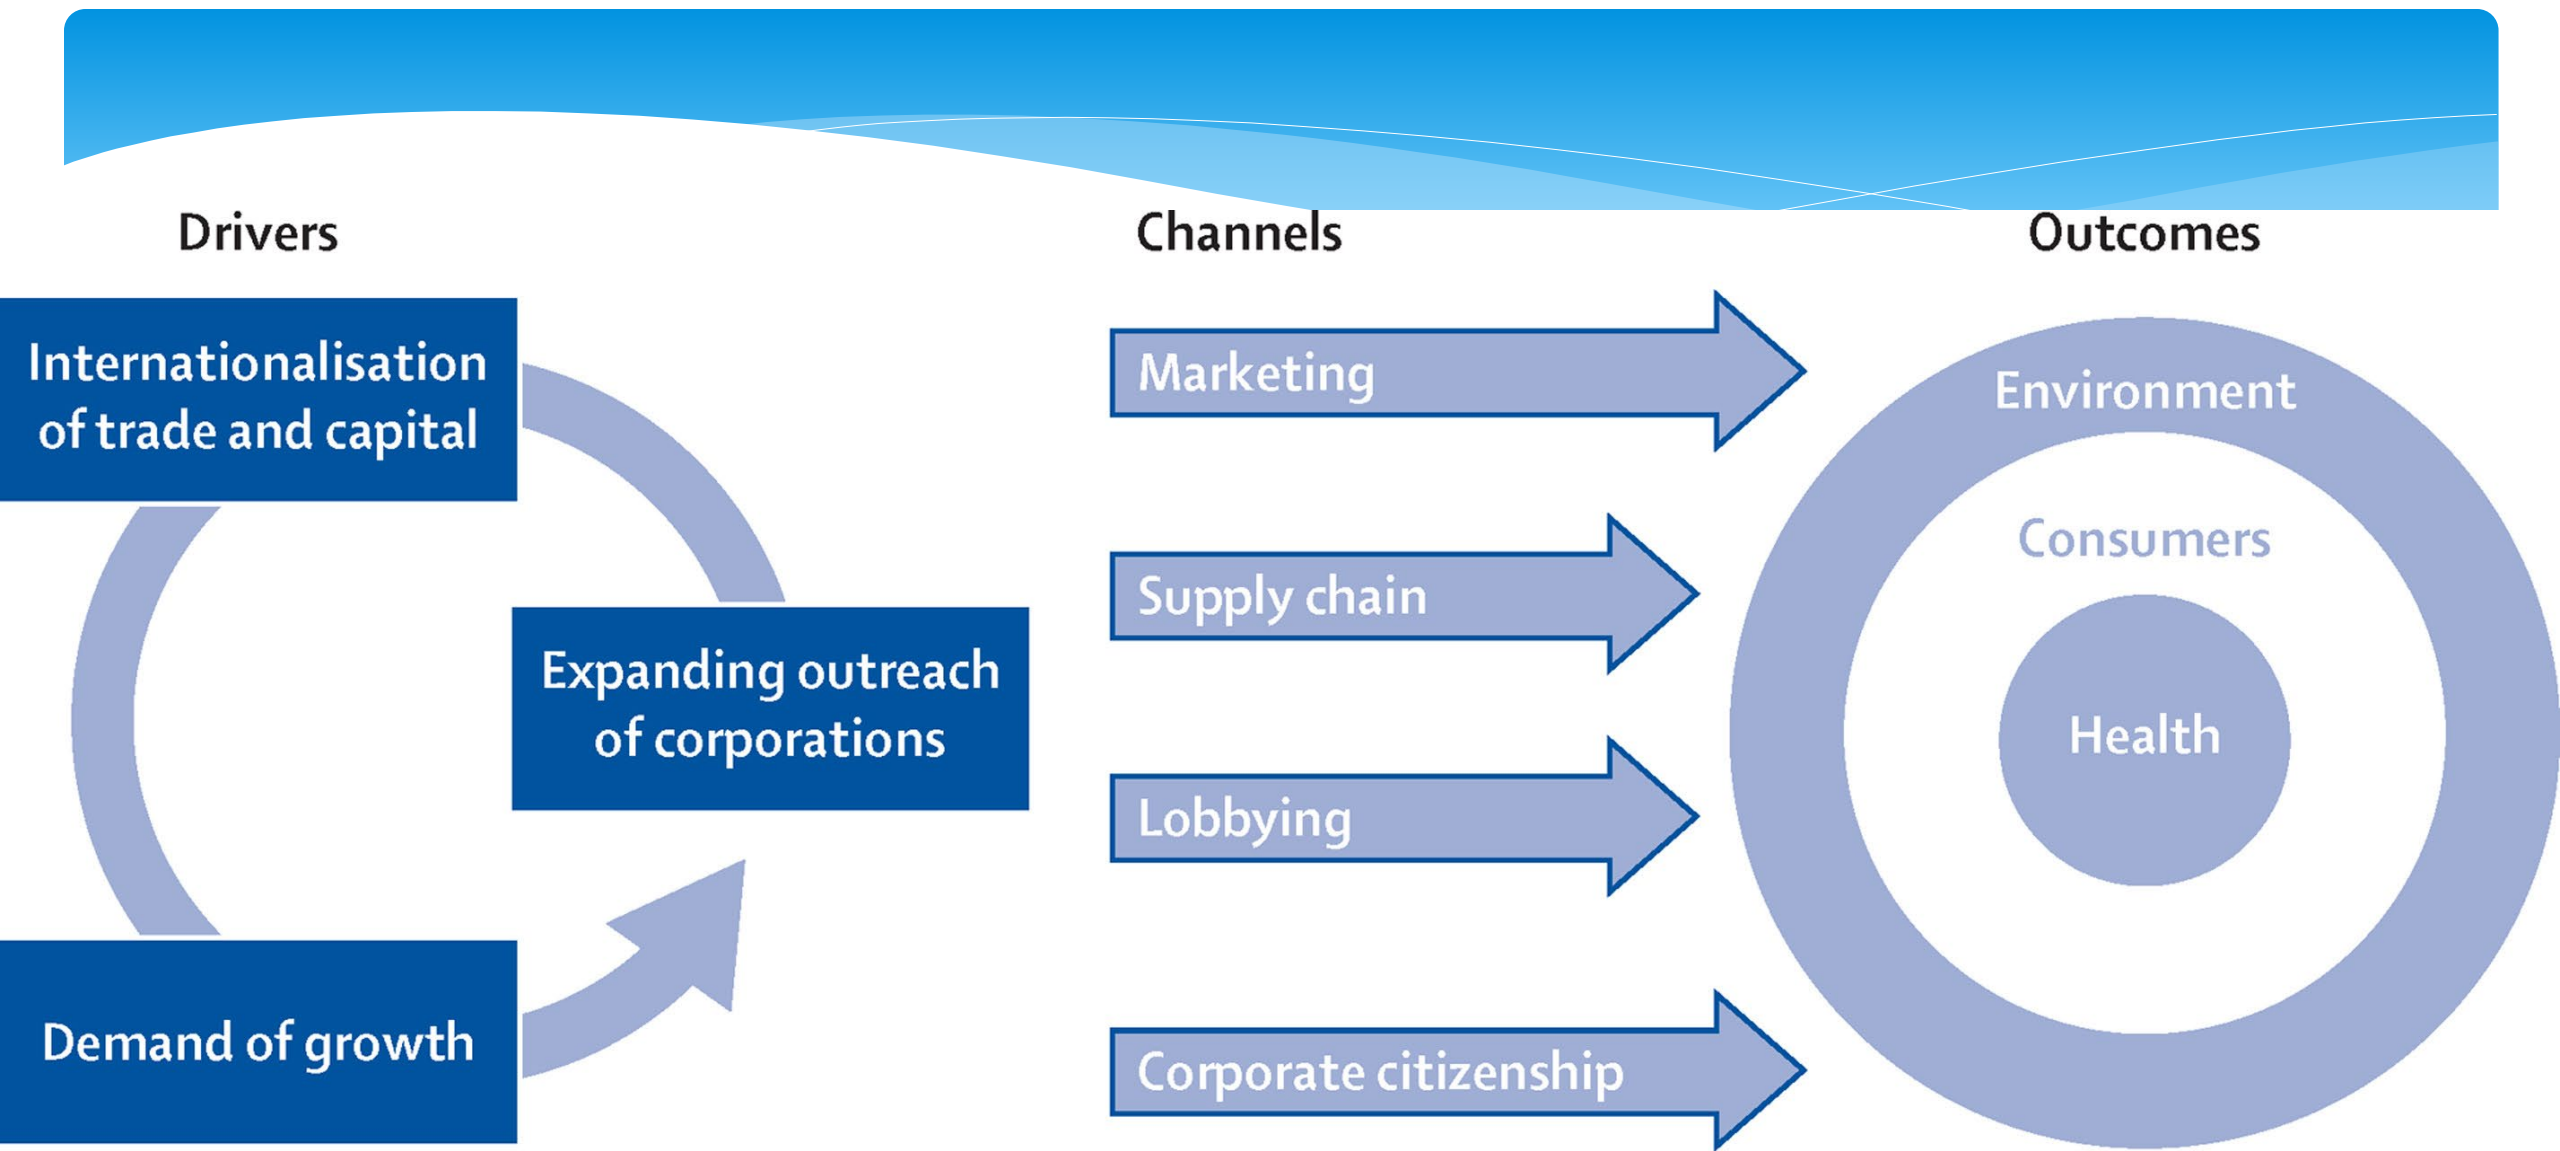 Drivers
Internationalisation
of trade and capital
Expanding outreach
of corporations
Demand of growth
Channels
Marketing
Supply chain
Lobbying
Corporate citizenship
Outcomes
Environment
Consumers
Health